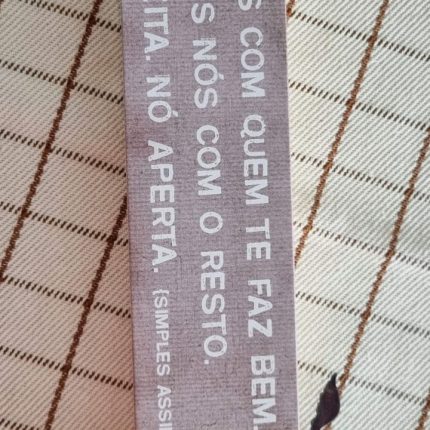 S COM QUEM TE FAZ BEM.
S NÓS COM O RESTO.
ITA. NÓ APERTA. (SIMPLES ASSI